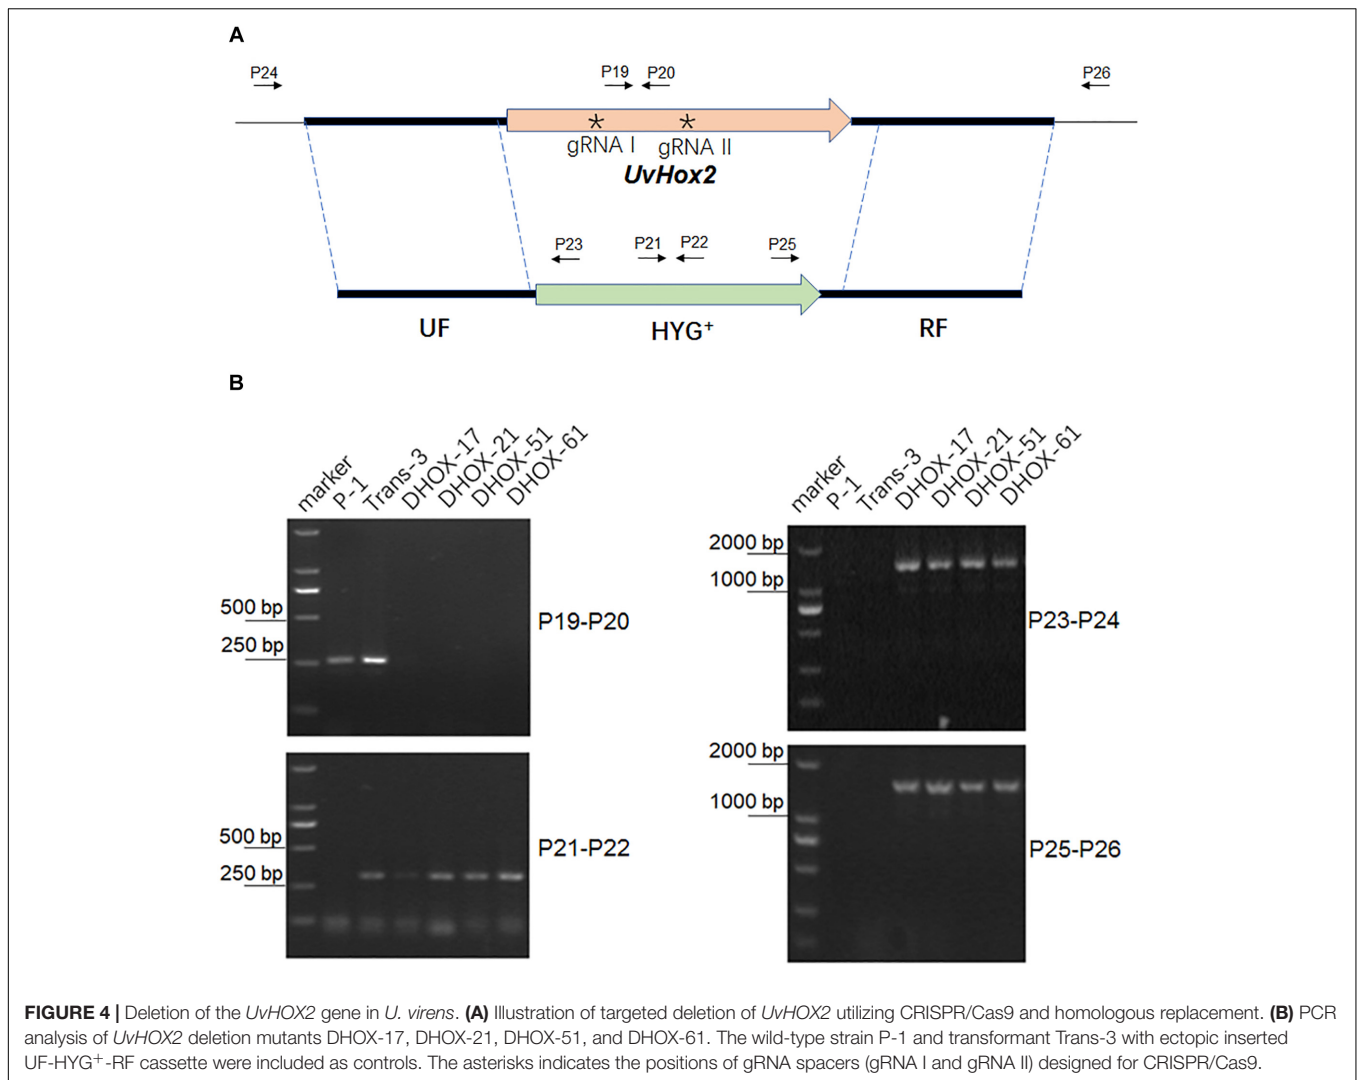 A
P24
P19
P20
P26
*
*
gRNA I
gRNA II
UvHox2
P23
P21
P22
P25
UF
HYG+
RF
B
marker
P-1
Trans-3
DHOX-17
DHOX-21
DHOX-51
DHOX-61
500 bp
250 bp
P19-P20
500 bp
250 bp
P21-P22
marker
P-1
Trans-3
DHOX-17
DHOX-21
DHOX-51
DHOX-61
2000 bp
1000 bp
P23-P24
2000 bp
1000 bp
P25-P26
FIGURE 4 | Deletion of the UvHOX2 gene in U. virens. (A) Illustration of targeted deletion of UvHOX2 utilizing CRISPR/Cas9 and homologous replacement. (B) PCR
analysis of UvHOX2 deletion mutants DHOX-17, DHOX-21, DHOX-51, and DHOX-61. The wild-type strain P-1 and transformant Trans-3 with ectopic inserted
UF-HYG+-RF cassette were included as controls. The asterisks indicates the positions of gRNA spacers (gRNA I and gRNA II) designed for CRISPR/Cas9.